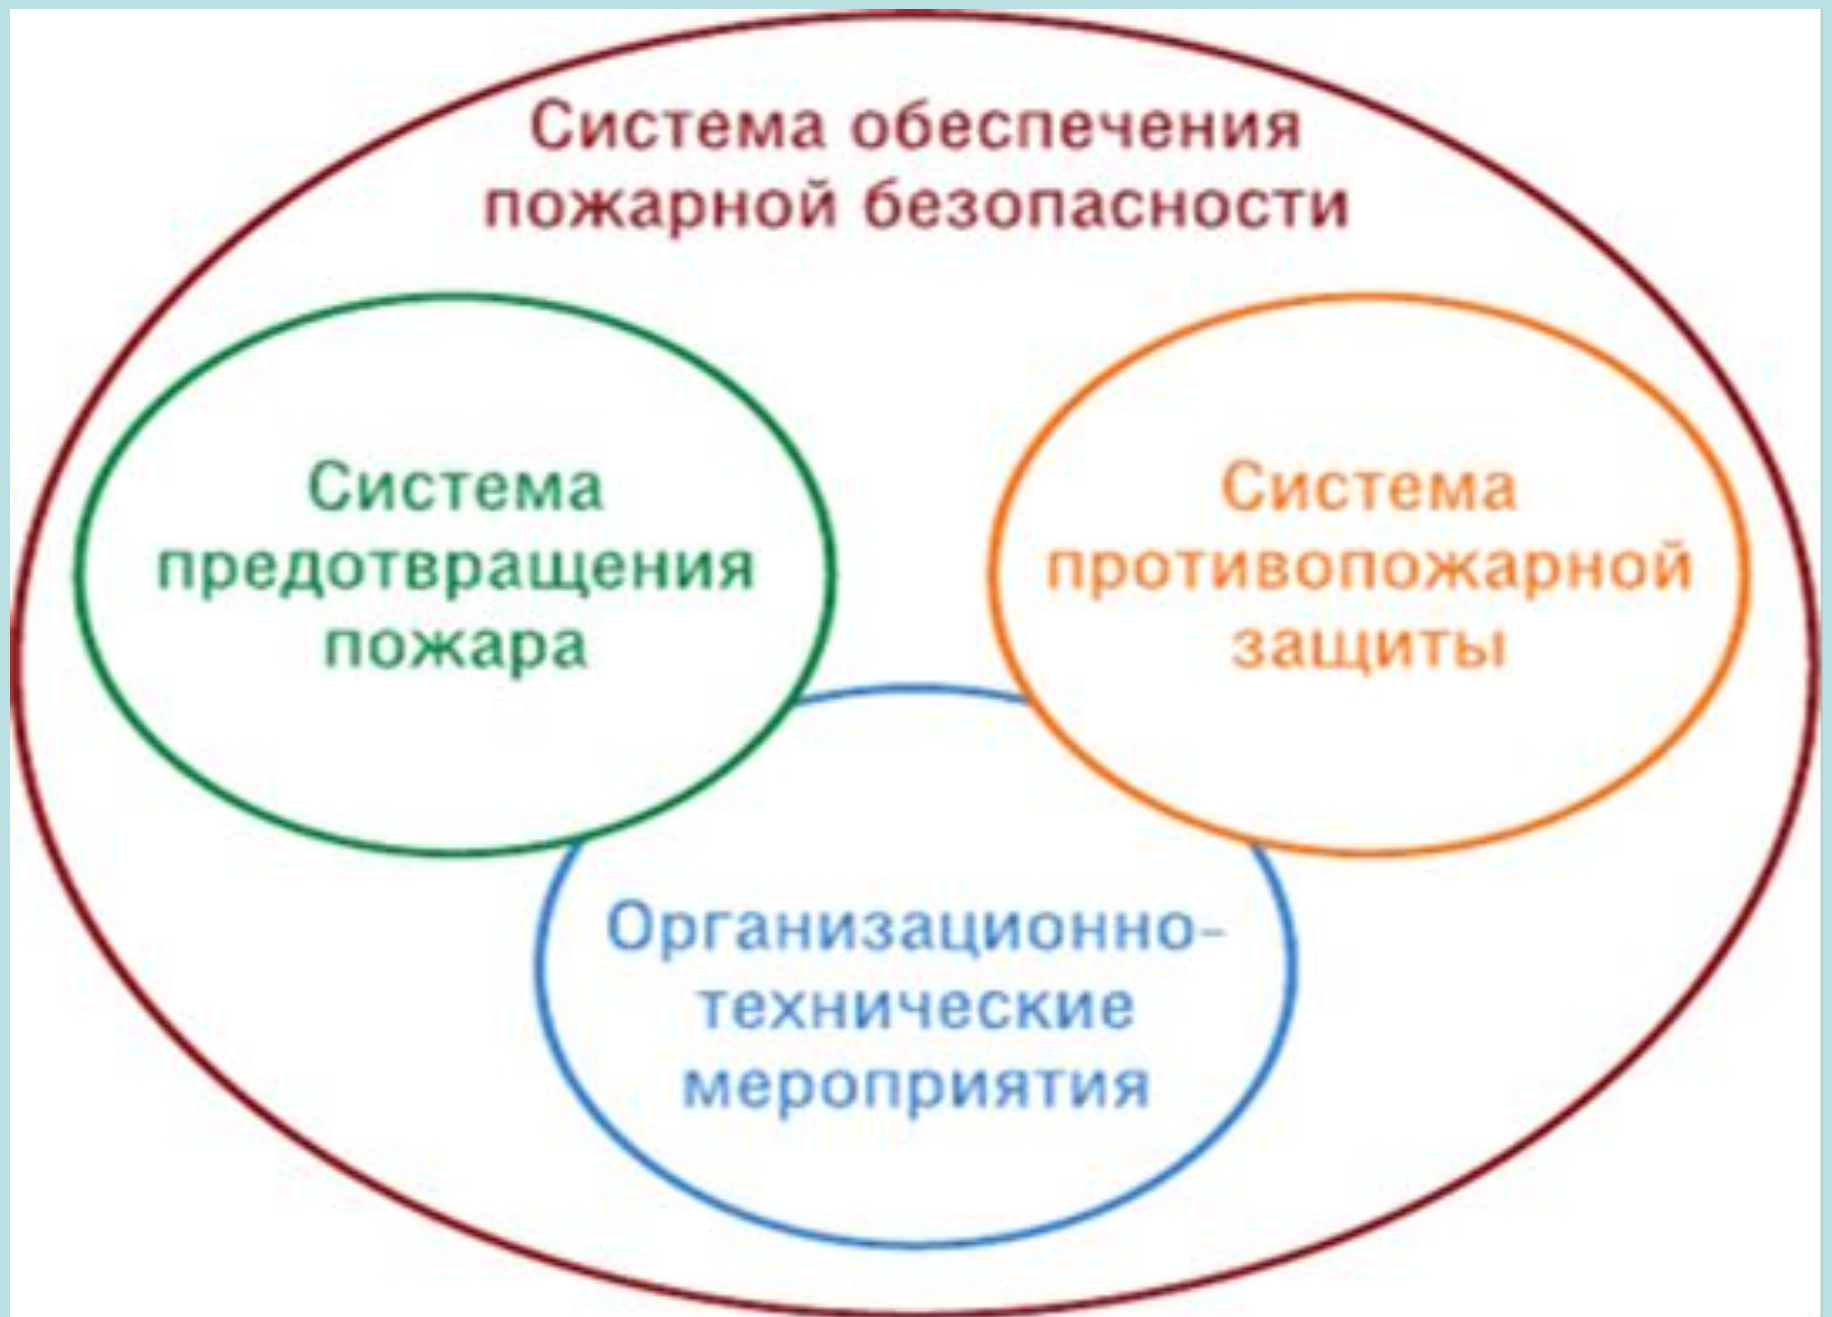 Система обеспечения
пожарной безопасности
Система
предотвращения
пожара
Система
противопожарной
защиты
Организационно-
технические
мероприятия